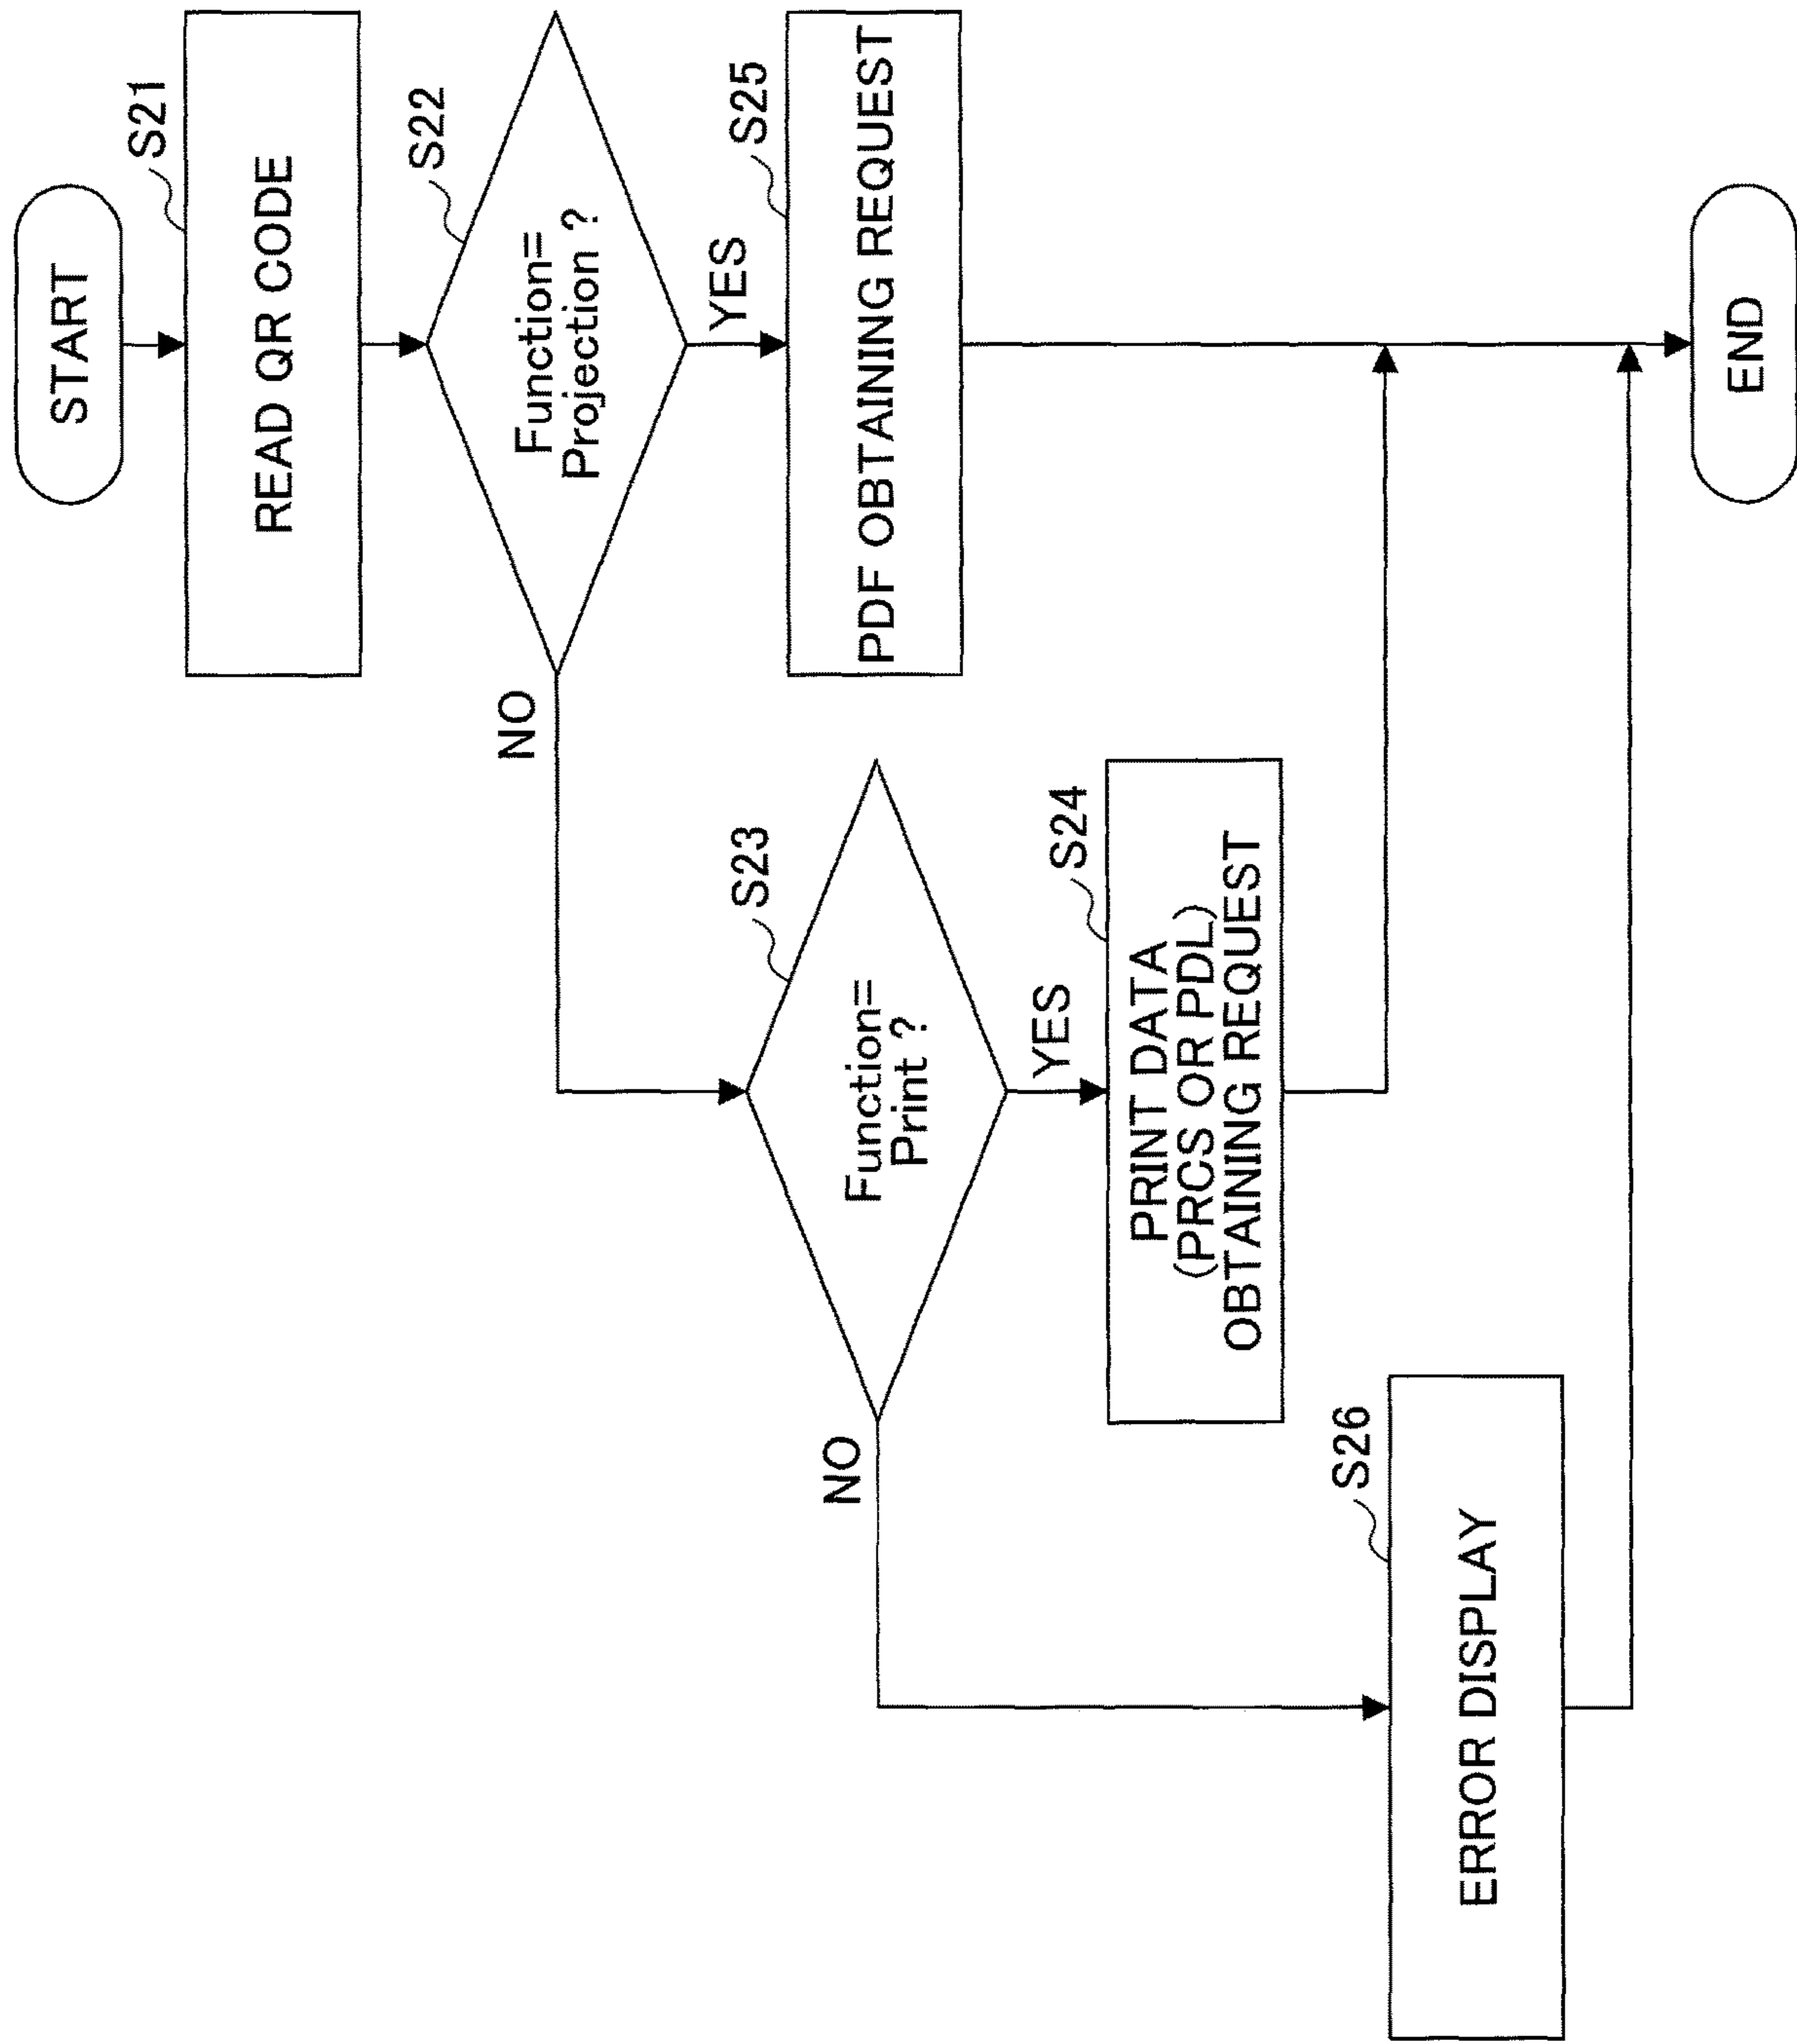 START
S21
READ QR CODE
S22
Function=
Projection ?
NO
YES
S23
Function=
Print ?
S25
PDF OBTAINING REQUEST
NO
YES
S24
PRINT DATA
(PRCS OR PDL)
OBTAINING REQUEST
S26
ERROR DISPLAY
END